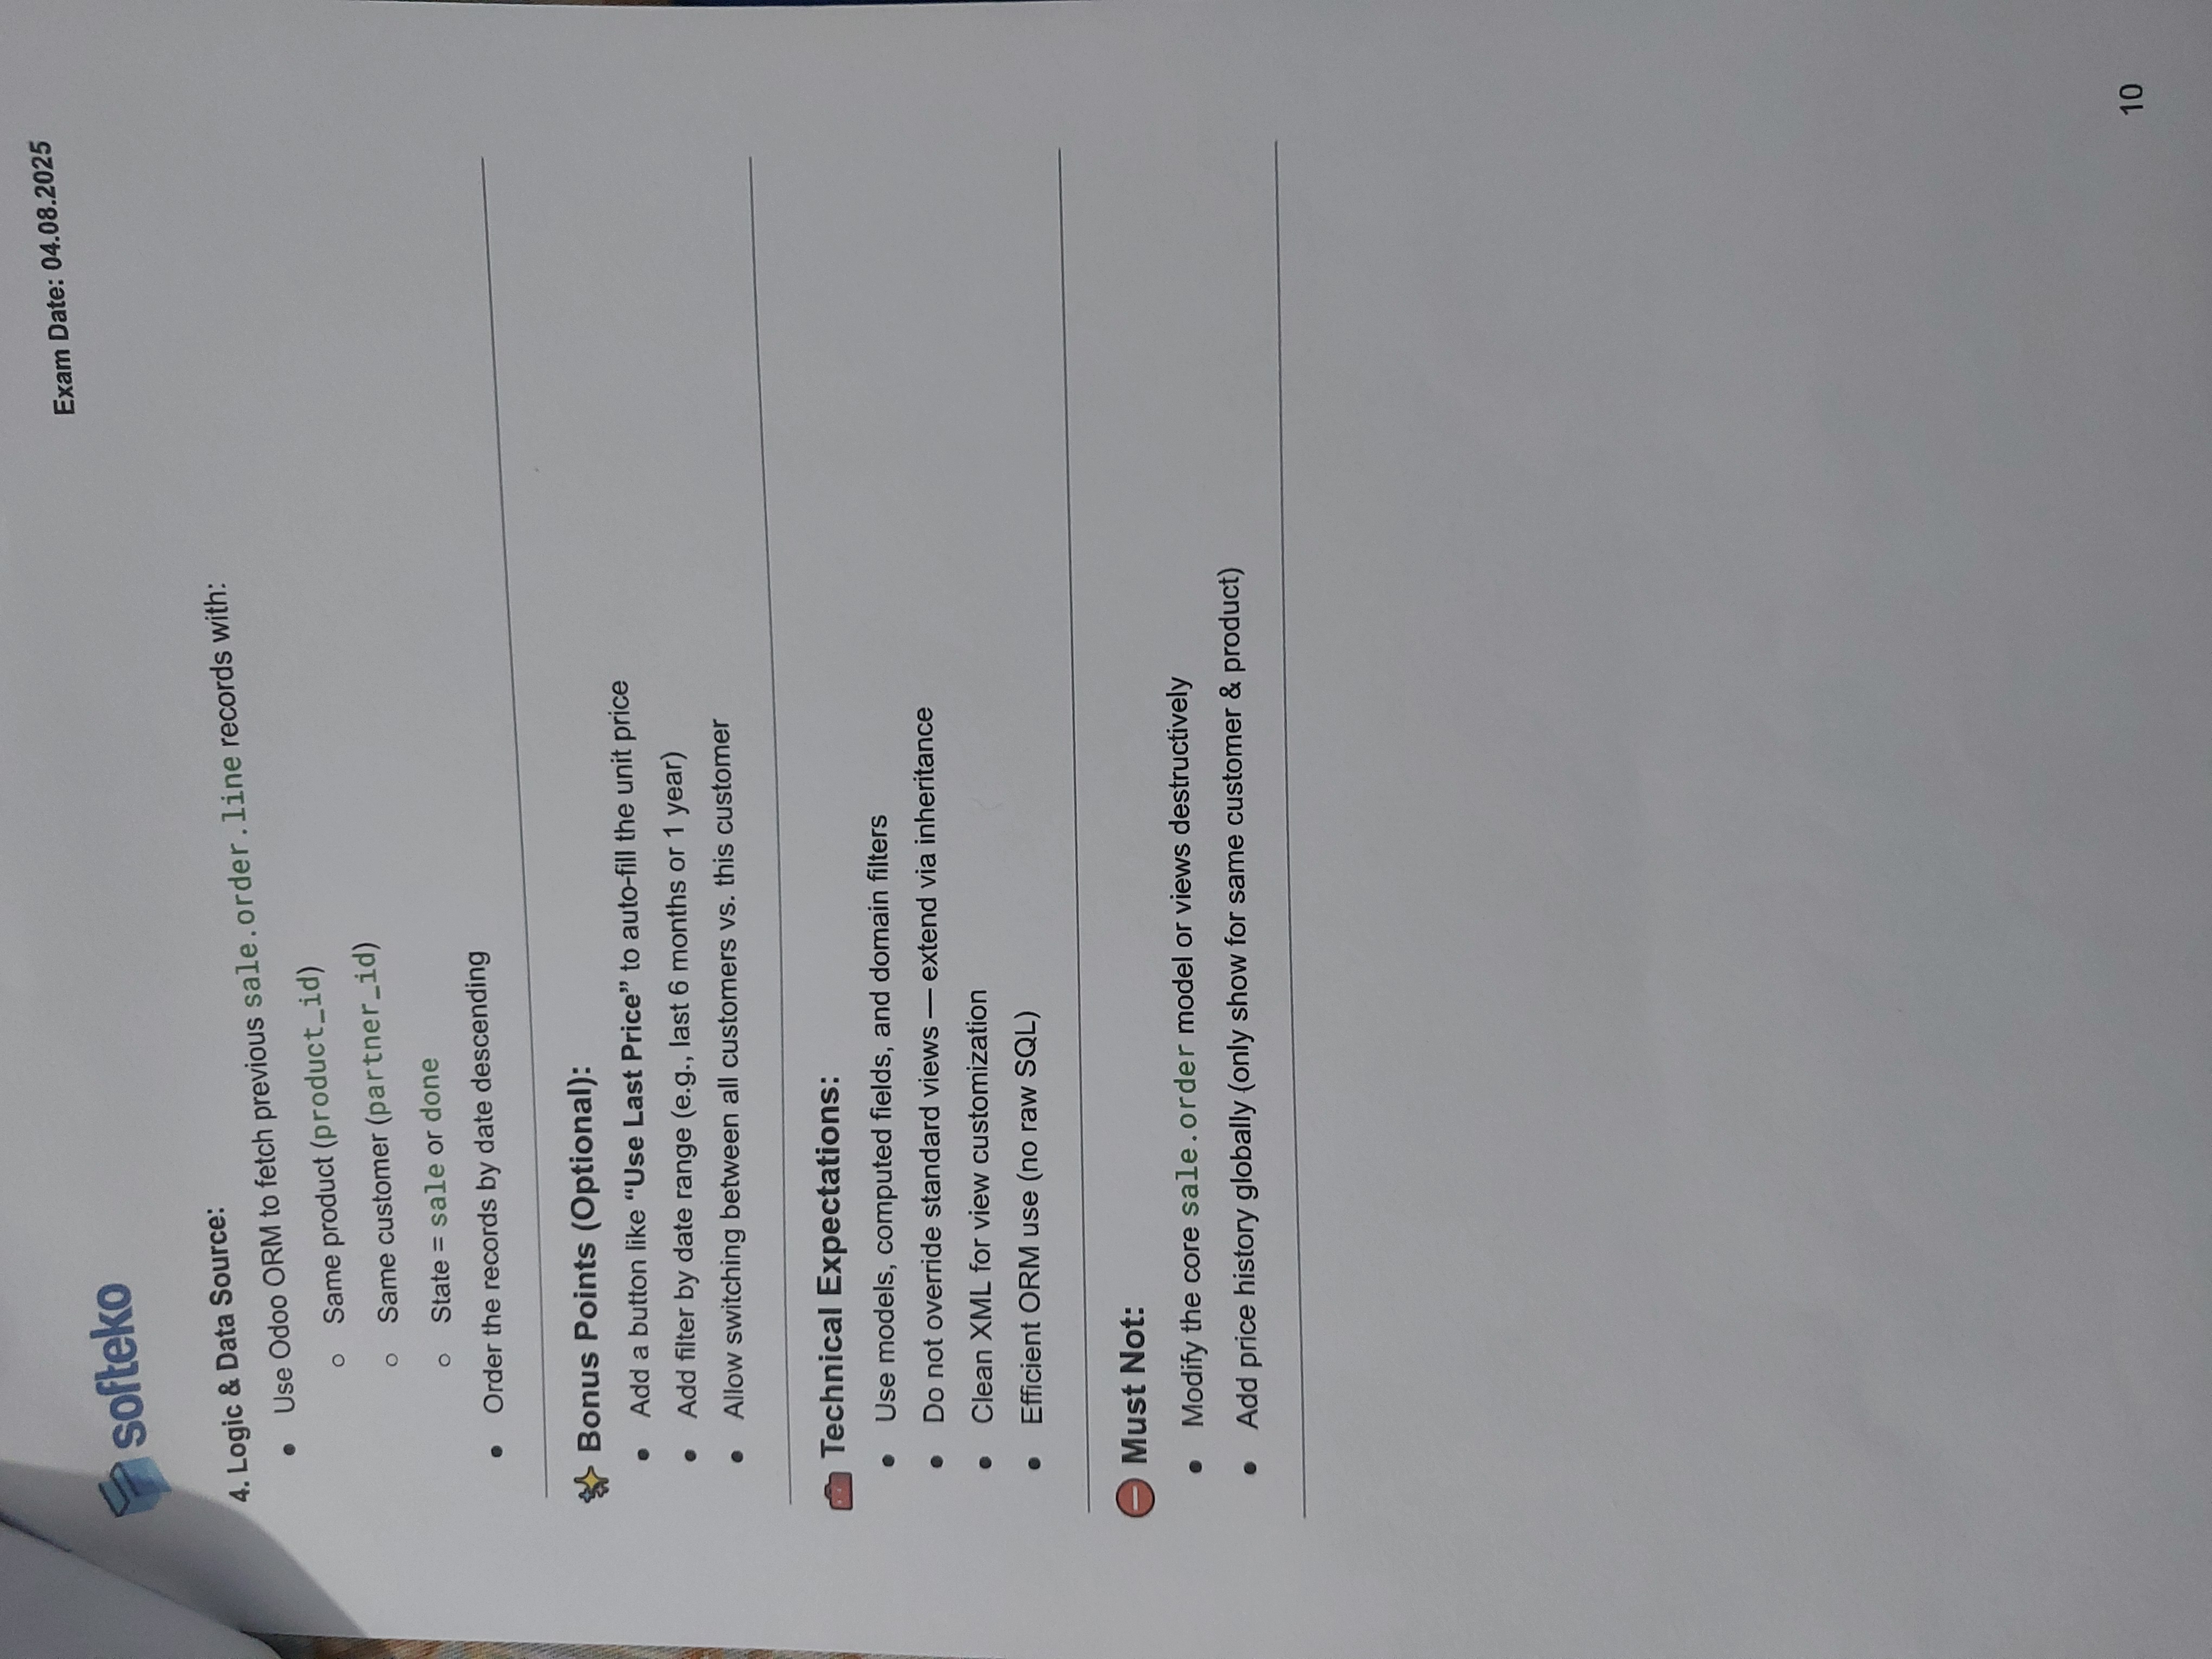 Exam Date: 04.08.2025
softeko
4. Logic & Data Source:
● Use Odoo ORM to fetch previous sale.order.line records with:
○ Same product (product_id)
○ Same customer (partner_id)
○ State = sale or done
● Order the records by date descending
✨ Bonus Points (Optional):
● Add a button like “Use Last Price” to auto-fill the unit price
● Add filter by date range (e.g., last 6 months or 1 year)
● Allow switching between all customers vs. this customer
🧰 Technical Expectations:
● Use models, computed fields, and domain filters
● Do not override standard views — extend via inheritance
● Clean XML for view customization
● Efficient ORM use (no raw SQL)
⛔ Must Not:
● Modify the core sale.order model or views destructively
● Add price history globally (only show for same customer & product)
10